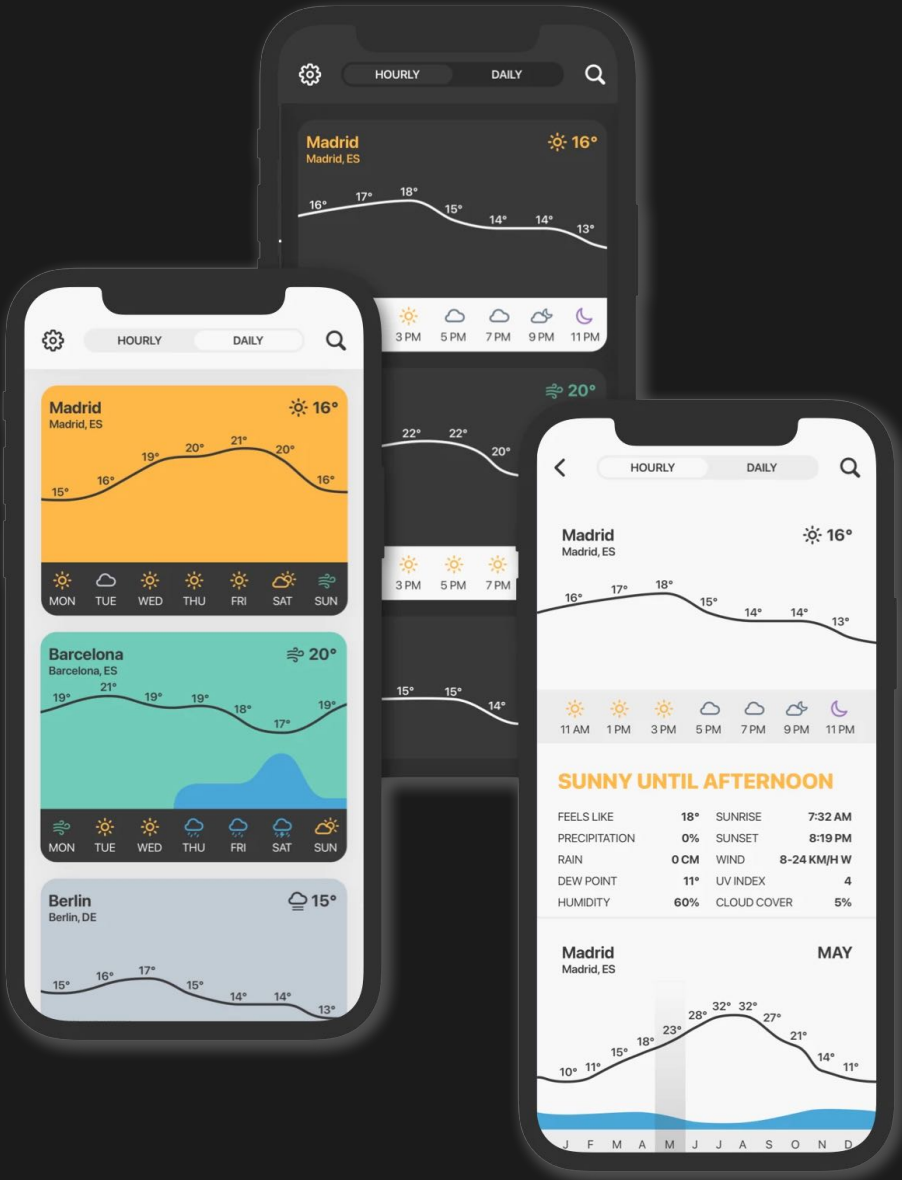 HOURLY DAILY
Madrid 16°
Madrid, ES
16° 17° 18° 15° 14° 14° 13°
3 PM 5 PM 7 PM 9 PM 11 PM
20°
22° 22° 20°
3 PM 5 PM 7 PM
15° 15° 14°
HOURLY DAILY
Madrid 16°
Madrid, ES
15° 16° 19° 20° 21° 20° 16°
MON TUE WED THU FRI SAT SUN
Barcelona 20°
Barcelona, ES
19° 21° 19° 19° 18° 17° 19°
MON TUE WED THU FRI SAT SUN
Berlin 15°
Berlin, DE
15° 16° 17° 15° 14° 14° 13°
HOURLY DAILY
Madrid 16°
Madrid, ES
16° 17° 18° 15° 14° 14° 13°
11 AM 1 PM 3 PM 5 PM 7 PM 9 PM 11 PM
SUNNY UNTIL AFTERNOON
FEELS LIKE 18° SUNRISE 7:32 AM
PRECIPITATION 0% SUNSET 8:19 PM
RAIN 0 CM WIND 8-24 KM/H W
DEW POINT 11° UV INDEX 4
HUMIDITY 60% CLOUD COVER 5%
Madrid MAY
Madrid, ES
10° 11° 15° 18° 23° 28° 32° 32° 27° 21° 14° 11°
J F M A M J J A S O N D